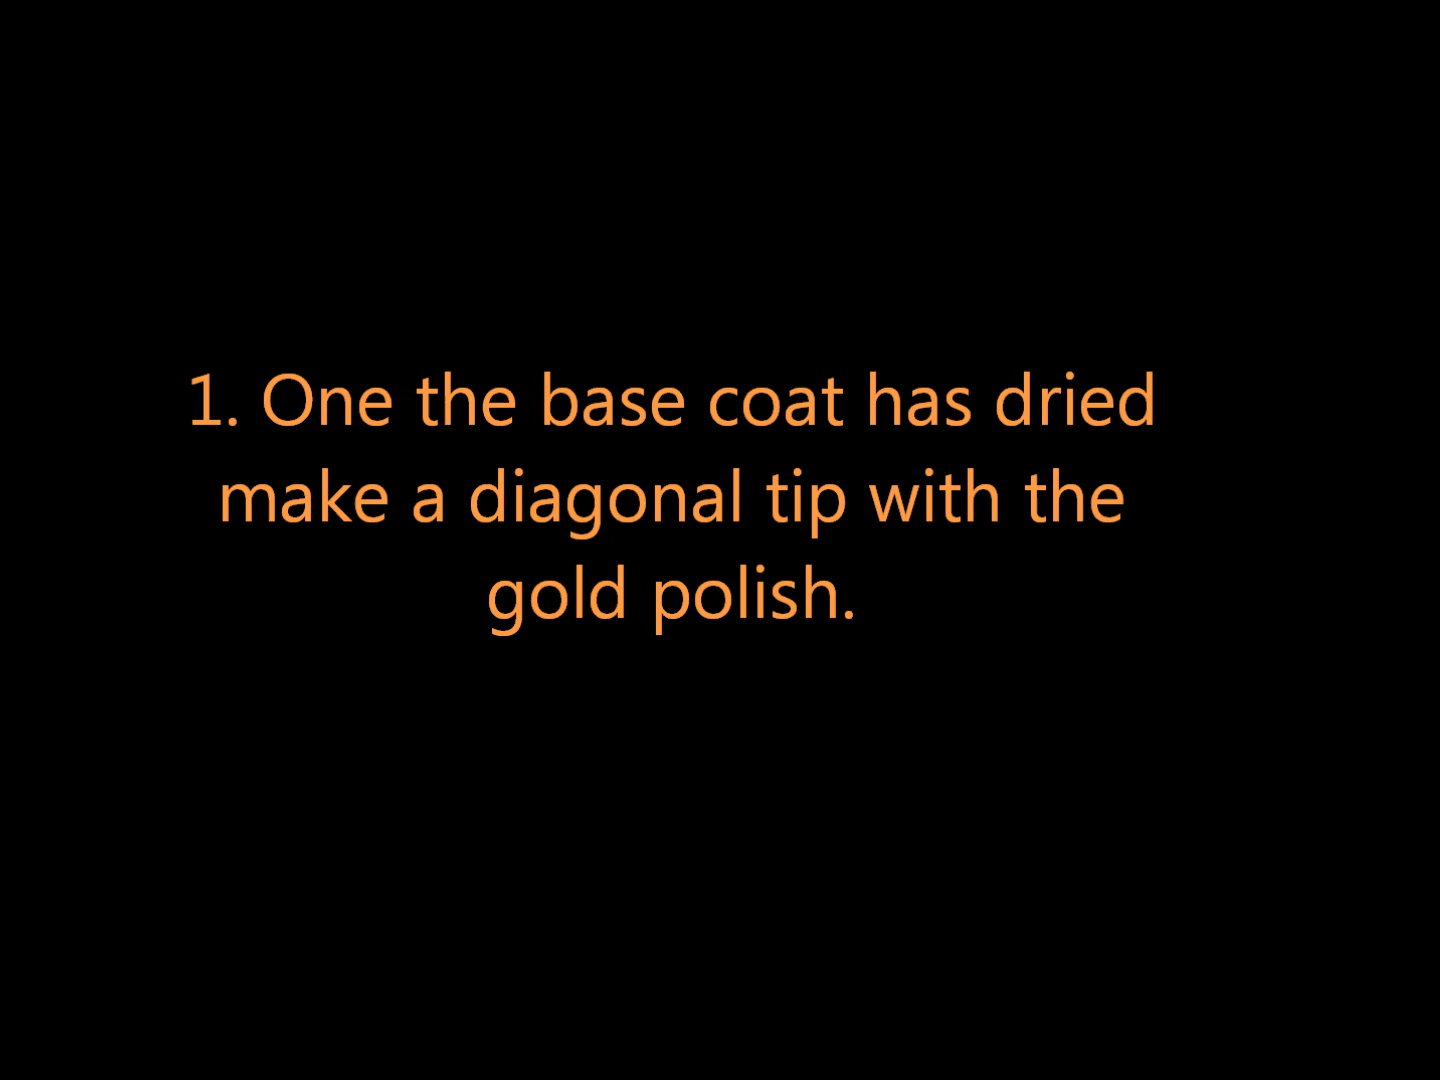 1. One the base coat has dried
make a diagonal tip with the
gold polish.